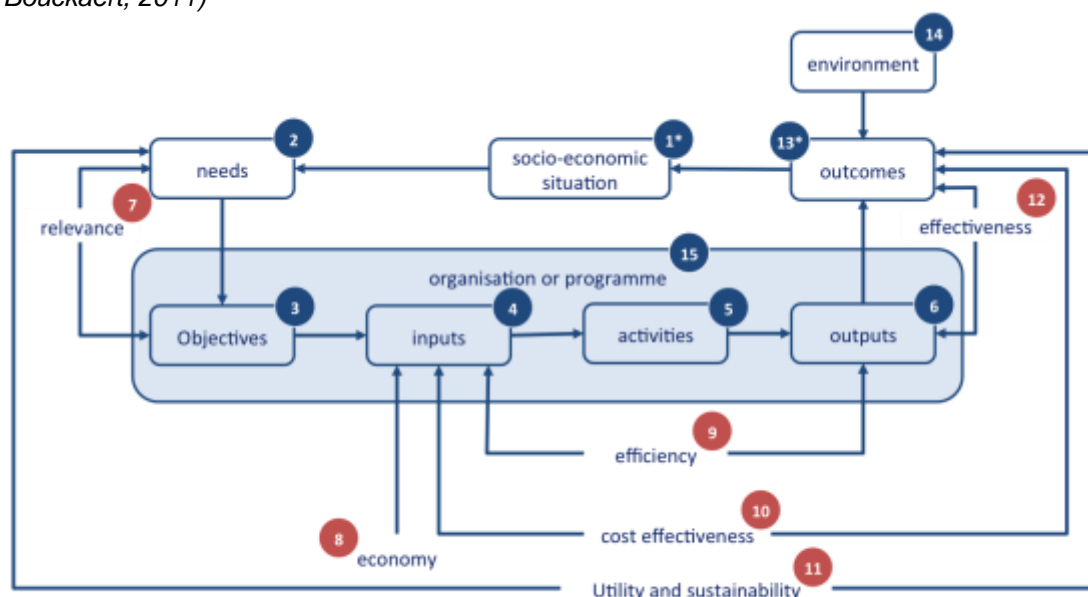 Bouckaert, 2011)
14
environment
2
1*
13*
needs
socio-economic
situation
outcomes
7
12
relevance
effectiveness
15
organisation or programme
3
4
5
6
Objectives
inputs
activities
outputs
9
efficiency
10
8
cost effectiveness
economy
11
Utility and sustainability